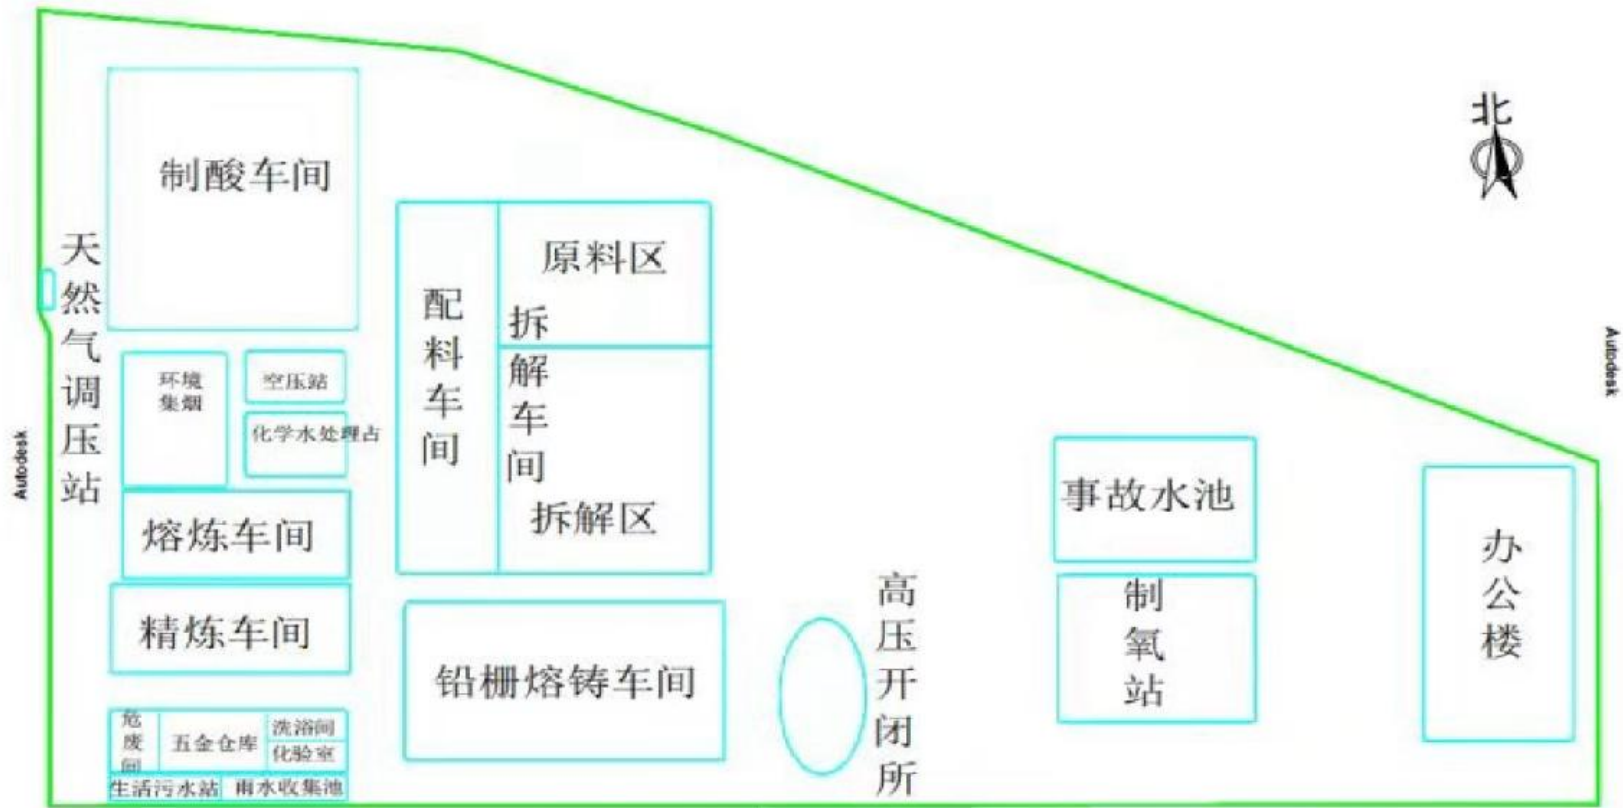 北
制酸车间
天然气调压站
原料区
配料车间
拆解车间
拆解区
环境
集烟
空压站
化学水处理占
Autodesk
Autodesk
熔炼车间
精炼车间
事故水池
制氧站
办公楼
铅栅熔铸车间
高压开闭所
危废间
五金仓库
洗浴间
化验室
生活污水站
雨水收集池